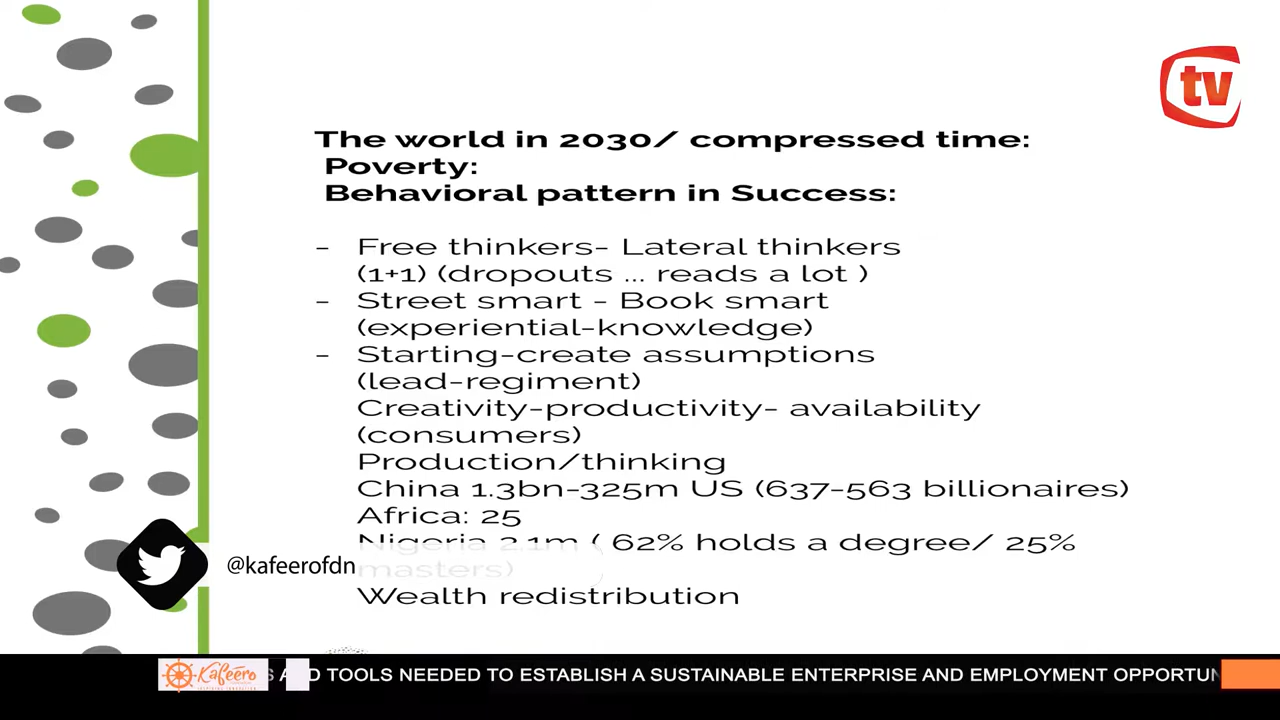 tv
The world in 2030/ compressed time:
Poverty:
Behavioral pattern in Success:
- Free thinkers- Lateral thinkers
(1+1) (dropouts ... reads a lot )
- Street smart - Book smart
(experiential-knowledge)
- Starting-create assumptions
(lead-regiment)
Creativity-productivity- availability
(consumers)
Production/thinking
China 1.3bn-325m US (637-563 billionaires)
Africa: 25
Nigeria 2.1m ( 62% holds a degree/ 25%
masters)
@kafeerofdn
Wealth redistribution
Kafeero
S AND TOOLS NEEDED TO ESTABLISH A SUSTAINABLE ENTERPRISE AND EMPLOYMENT OPPORTUN